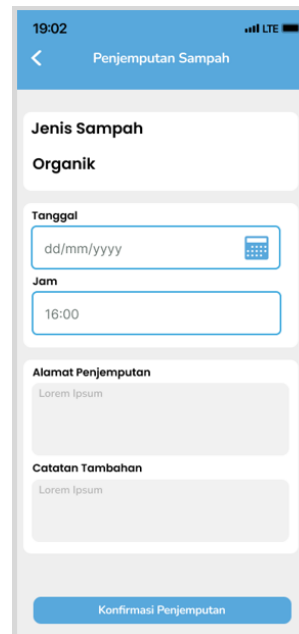 19:02
LTE
Penjemputan Sampah
Jenis Sampah
Organik
Tanggal
dd/mm/yyyy
Jam
16:00
Alamat Penjemputan
Lorem Ipsum
Catatan Tambahan
Lorem Ipsum
Konfirmasi Penjemputan